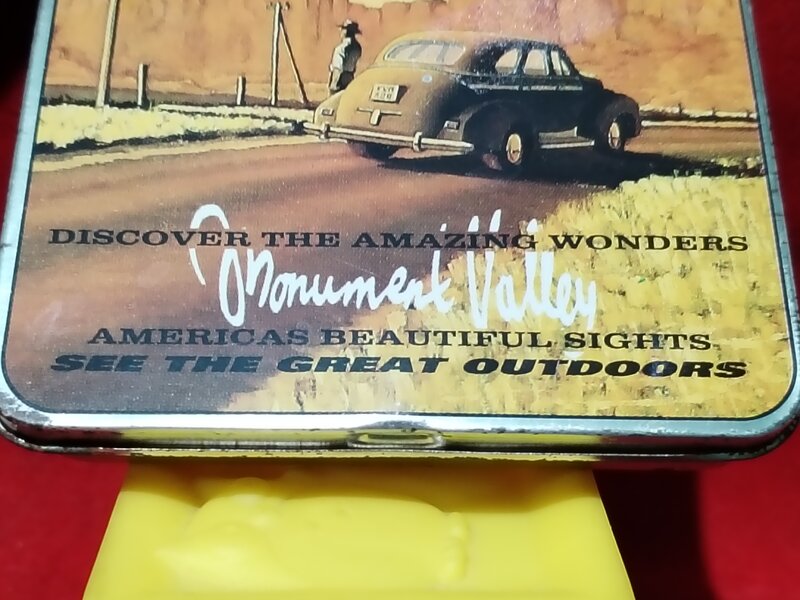 DISCOVER THE AMAZING WONDERS
Monument Valley
AMERICAS BEAUTIFUL SIGHTS
SEE THE GREAT OUTDOORS